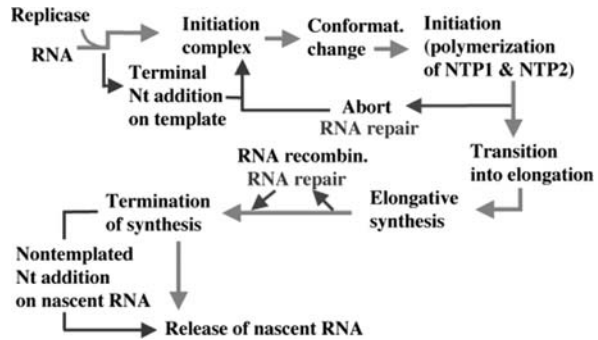 Replicase
RNA
Initiation
complex
Conformat.
change
Initiation
(polymerization
of NTP1 & NTP2)
Terminal
Nt addition
on template
Abort
RNA repair
Transition
into elongation
RNA recombin.
RNA repair
Elongative
synthesis
Termination
of synthesis
Nontemplated
Nt addition
on nascent RNA
Release of nascent RNA